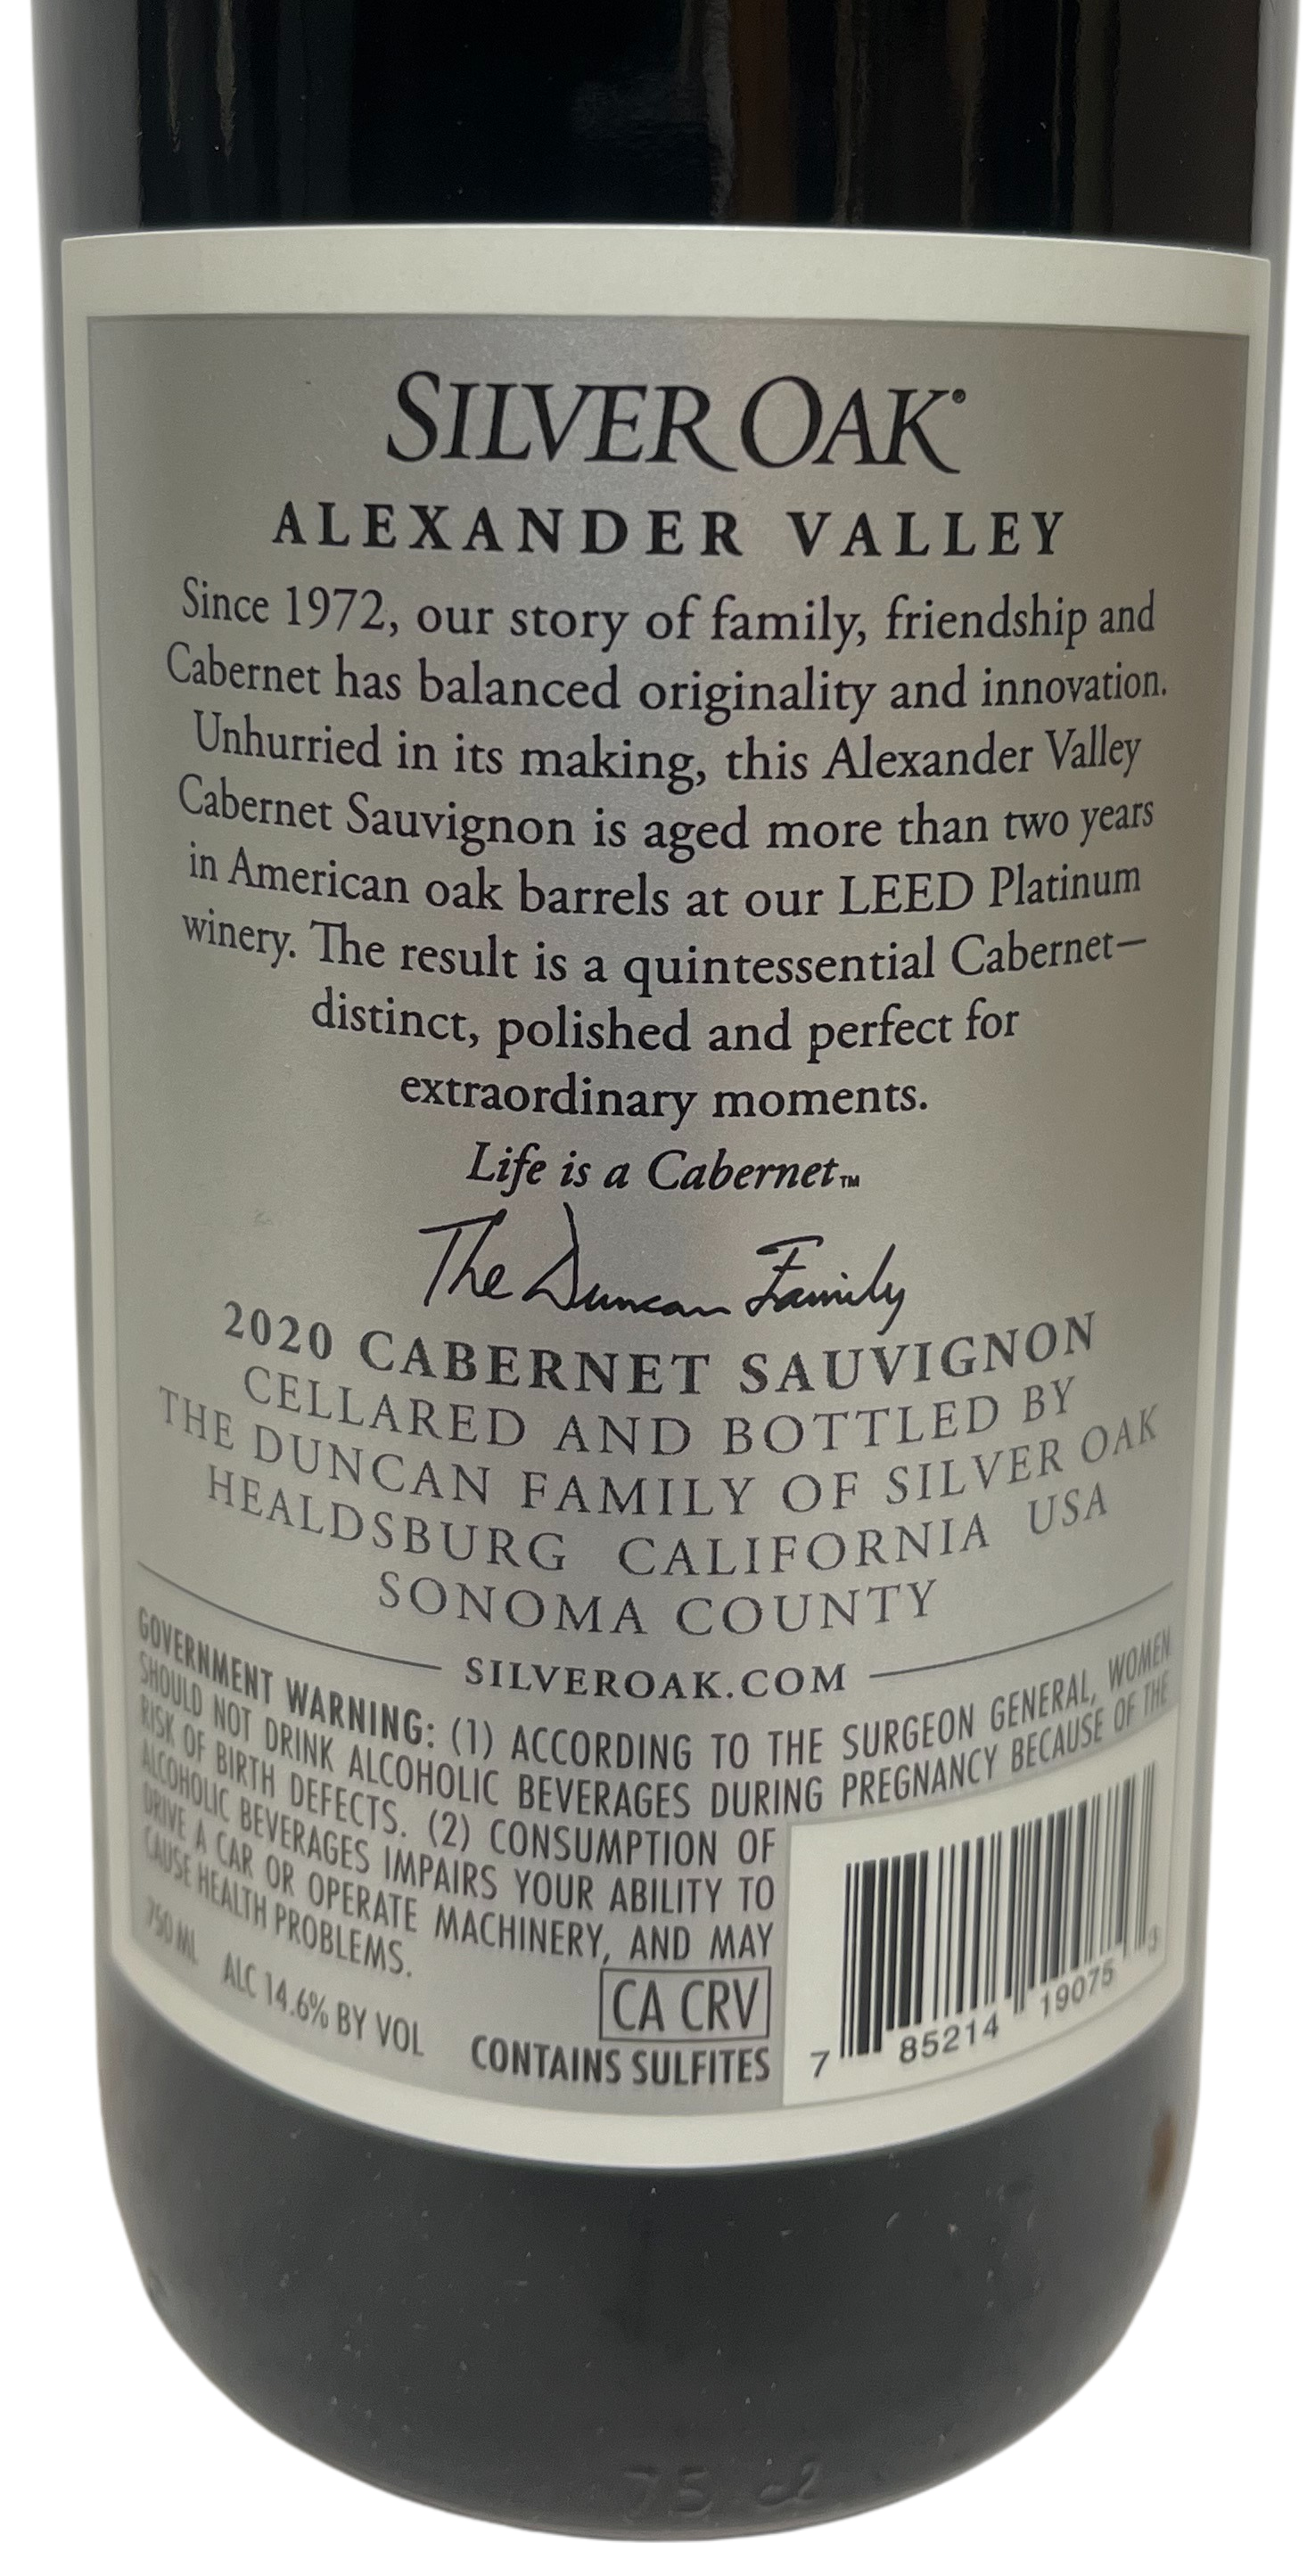 SILVER OAK®
ALEXANDER VALLEY
Since 1972, our story of family, friendship and
Cabernet has balanced originality and innovation.
Unhurried in its making, this Alexander Valley
Cabernet Sauvignon is aged more than two years
in American oak barrels at our LEED Platinum
winery. The result is a quintessential Cabernet—
distinct, polished and perfect for
extraordinary moments.
Life is a Cabernet™
The Duncan Family
2020 CABERNET SAUVIGNON
CELLARED AND BOTTLED BY
THE DUNCAN FAMILY OF SILVER OAK
HEALDSBURG CALIFORNIA USA
SONOMA COUNTY
SILVEROAK.COM
GOVERNMENT WARNING: (1) ACCORDING TO THE SURGEON GENERAL, WOMEN
SHOULD NOT DRINK ALCOHOLIC BEVERAGES DURING PREGNANCY BECAUSE OF THE
RISK OF BIRTH DEFECTS. (2) CONSUMPTION OF
ALCOHOLIC BEVERAGES IMPAIRS YOUR ABILITY TO
DRIVE A CAR OR OPERATE MACHINERY, AND MAY
CAUSE HEALTH PROBLEMS.
750 ML ALC 14.6% BY VOL
CA CRV
CONTAINS SULFITES
7 85214 19075 3
75 cl